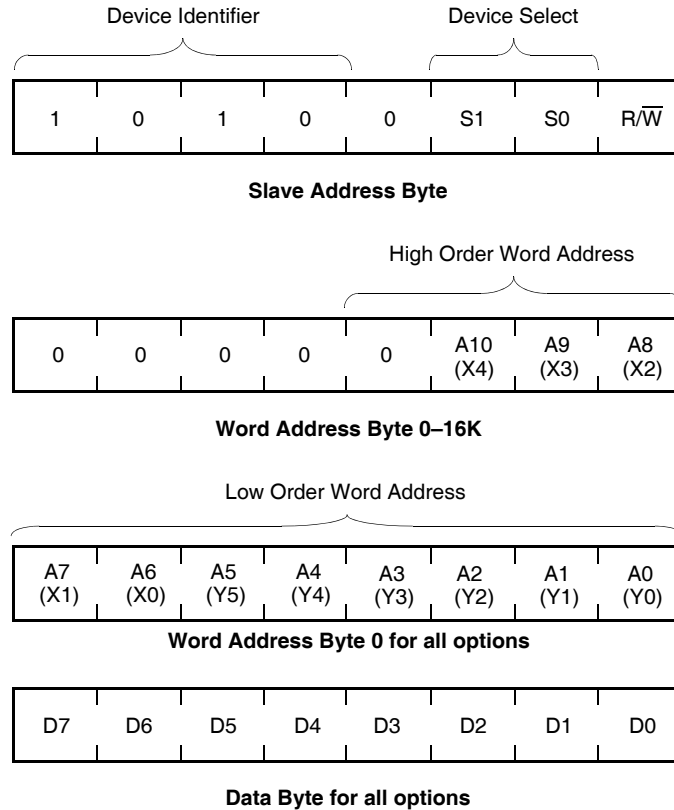 Device Identifier Device Select
1 0 1 0 0 S1 S0 R/W̅
Slave Address Byte
High Order Word Address
0 0 0 0 0 A10 A9 A8
(X4) (X3) (X2)
Word Address Byte 0–16K
Low Order Word Address
A7 A6 A5 A4 A3 A2 A1 A0
(X1) (X0) (Y5) (Y4) (Y3) (Y2) (Y1) (Y0)
Word Address Byte 0 for all options
D7 D6 D5 D4 D3 D2 D1 D0
Data Byte for all options